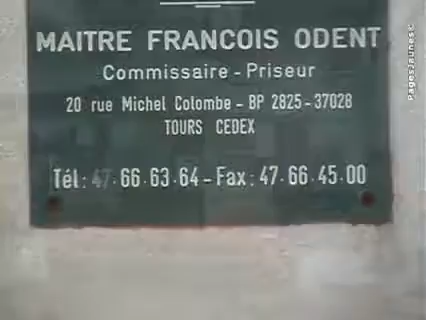 MAITRE FRANCOIS ODENT
Commissaire - Priseur
20 rue Michel Colombe - BP 2825 - 37028
TOURS CEDEX
Tél : 47.66.63.64 - Fax : 47.66.45.00
PagesJaunes©